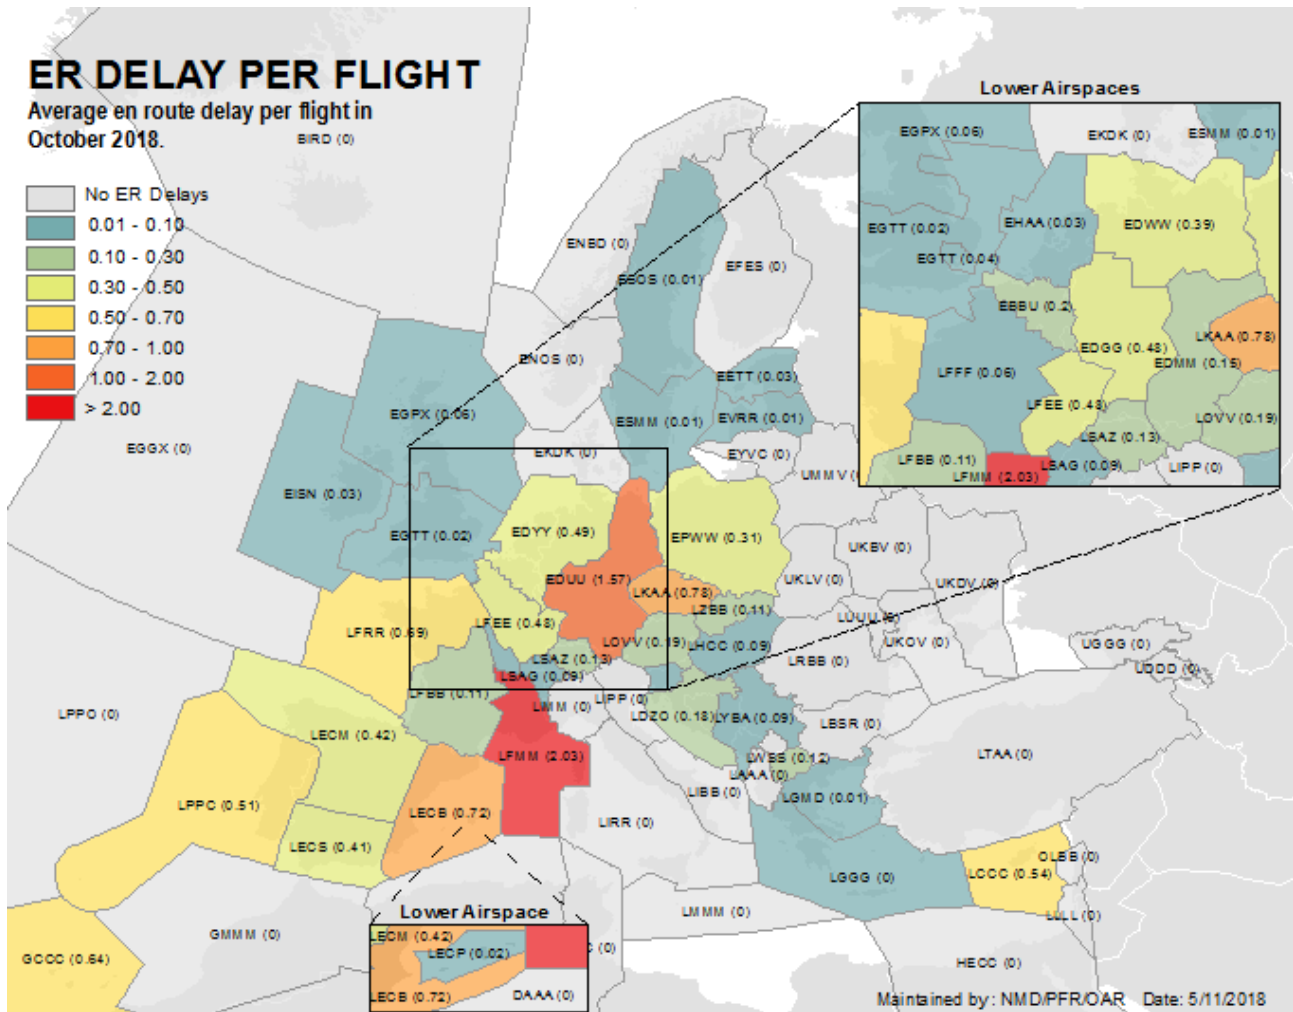 ER DELAY PER FLIGHT
Average en route delay per flight in
October 2018.
No ER Delays
0.01 - 0.10
0.10 - 0.30
0.30 - 0.50
0.50 - 0.70
0.70 - 1.00
1.00 - 2.00
> 2.00
BIRD (0)
ENBD (0)
ESOS (0.01)
EFES (0)
ENOS (0)
EETT (0.03)
EGPX (0.06)
ESMM (0.01)
EVRR (0.01)
EGGX (0)
EKDK (0)
EYVC (0)
UMMV
EISN (0.03)
EGTT (0.02)
EDYY (0.49)
EPWW (0.31)
UKBV (0)
EDUU (1.57)
UKLV (0)
UKDV (0)
LKAA (0.78)
LZBB (0.11)
LFRR (0.69)
LFEE (0.48)
LOVV (0.19)
LHCC (0.09)
LUUU (0)
UKOV (0)
UGGG (0)
LSAZ (0.13)
LRBB (0)
UDDD (0)
LSAG (0.09)
LFBB (0.11)
LIPP (0)
LIMM (0)
LPPO (0)
LDZO (0.18)
LYBA (0.09)
LBSR (0)
LECM (0.42)
LFMM (2.03)
LWSS (0.12)
LTAA (0)
LAAA (0)
LPPC (0.51)
LECB (0.72)
LIBB (0)
LGMD (0.01)
LIRR (0)
LECS (0.41)
LGGG (0)
LCCC (0.54)
OLBB (0)
LMMM (0)
LLLL (0)
GMMM (0)
GCCC (0.64)
C (0)
HECC (0)
Lower Airspaces
EGPX (0.06)
EKDK (0)
ESMM (0.01)
EGTT (0.02)
EHAA (0.03)
EDWW (0.39)
EGTT (0.04)
EBBU (0.2)
LKAA (0.78)
EDGG (0.48)
EDMM (0.15)
LFFF (0.06)
LFEE (0.48)
LOVV (0.19)
LSAZ (0.13)
LFBB (0.11)
LSAG (0.09)
LIPP (0)
LFMM (2.03)
Lower Airspace
LECM (0.42)
LECP (0.02)
LECB (0.72)
DAAA (0)
Maintained by: NMD/PFR/OAR Date: 5/11/2018